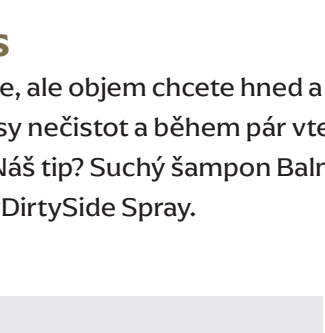 s
e, ale objem chcete hned a
sy nečistot a během pár vte
Náš tip? Suchý šampon Baln
DirtySide Spray.